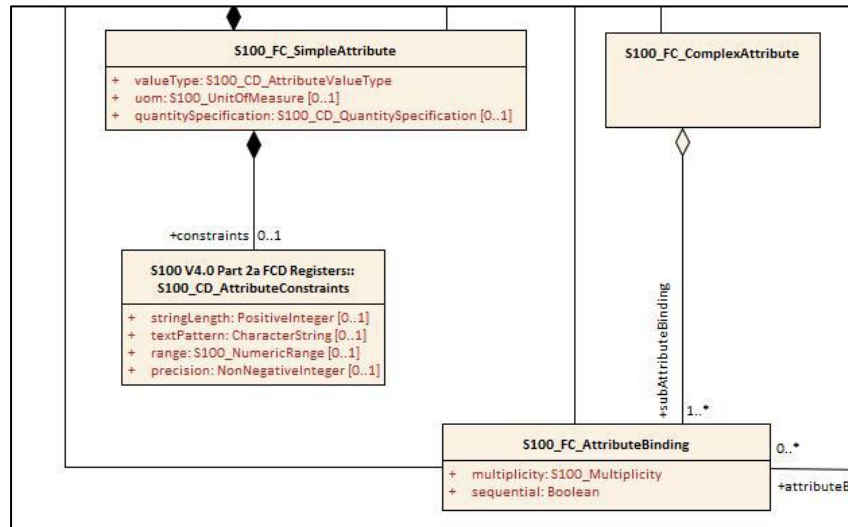 S100_FC_SimpleAttribute
+ valueType: S100_CD_AttributeValueType
+ uom: S100_UnitOfMeasure [0..1]
+ quantitySpecification: S100_CD_QuantitySpecification [0..1]
S100_FC_ComplexAttribute
+constraints 0..1
S100 V4.0 Part 2a FCD Registers::
S100_CD_AttributeConstraints
+ stringLength: PositiveInteger [0..1]
+ textPattern: CharacterString [0..1]
+ range: S100_NumericRange [0..1]
+ precision: NonNegativeInteger [0..1]
+subAttributeBinding
1..*
S100_FC_AttributeBinding
+ multiplicity: S100_Multiplicity
+ sequential: Boolean
0..*
+attributeB